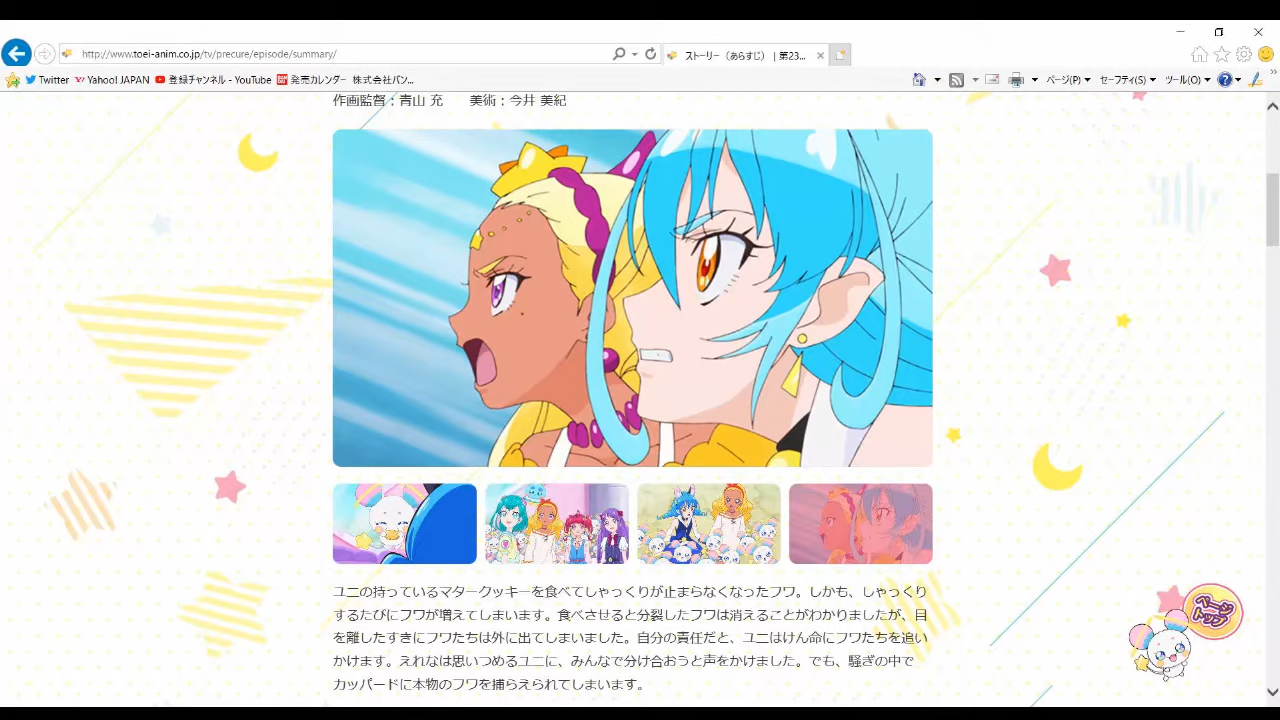 http://www.toei-anim.co.jp/tv/precure/episode/summary/
ストーリー（あらすじ）｜第23...
Twitter
Yahoo! JAPAN
登録チャンネル - YouTube
発売カレンダー 株式会社バン...
ページ(P)
セーフティ(S)
ツール(O)
作画監督：青山 充　　美術：今井 美紀
ユニの持っているマタークッキーを食べてしゃっくりが止まらなくなったフワ。しかも、しゃっくり
するたびにフワが増えてしまいます。食べさせると分裂したフワは消えることがわかりましたが、目
を離したすきにフワたちは外に出てしまいました。自分の責任だと、ユニはけん命にフワたちを追い
かけます。えれなは思いつめるユニに、みんなで分け合おうと声をかけました。でも、騒ぎの中で
カッパードに本物のフワを捕らえられてしまいます。
ページ
トップ